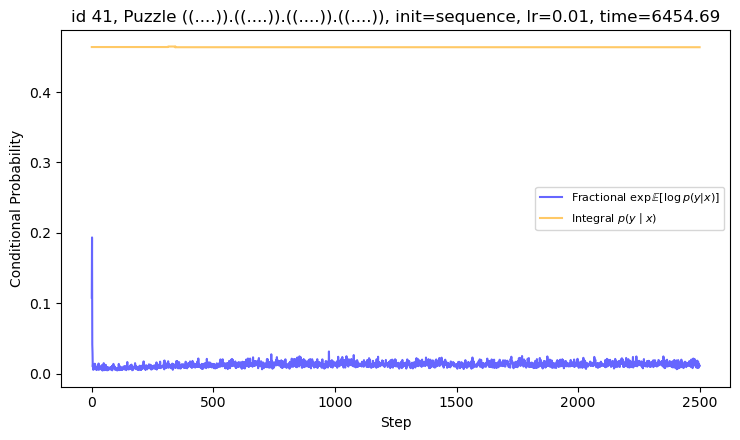 id 41, Puzzle ((....)).((....)).((....)).((....)), init=sequence, lr=0.01, time=6454.69
Conditional Probability
0.4
0.3
0.2
0.1
0.0
Fractional exp𝔼[log p(y|x)]
Integral p(y | x)
0 500 1000 1500 2000 2500
Step